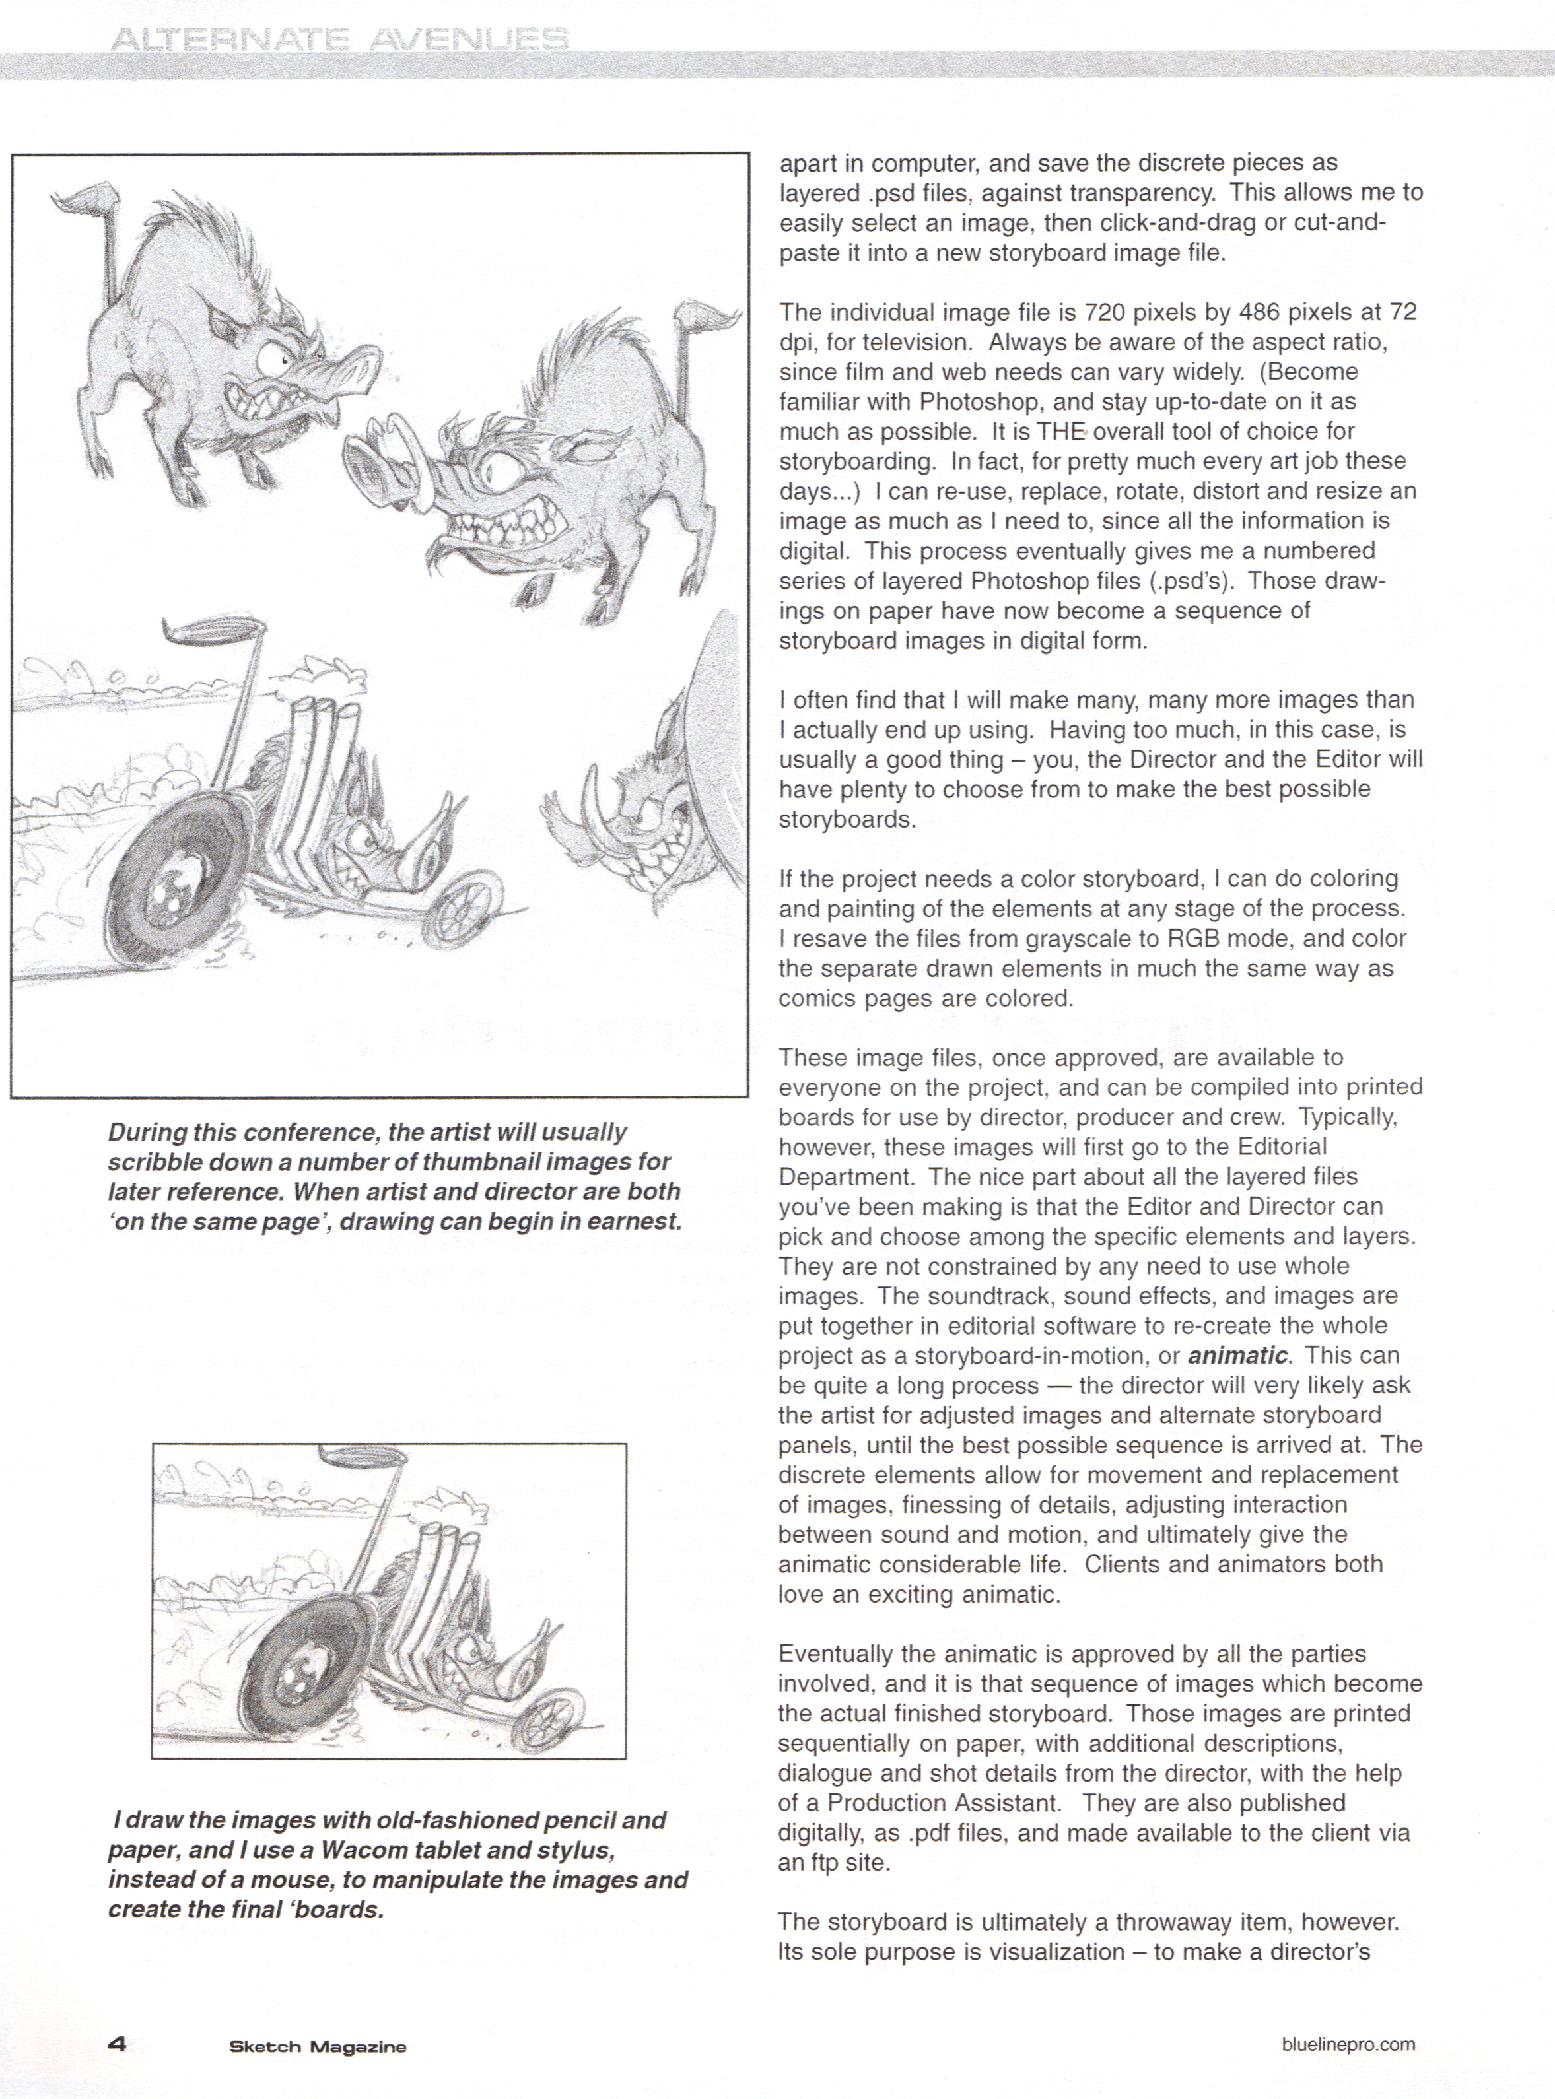 ALTERNATE AVENUES
During this conference, the artist will usually
scribble down a number of thumbnail images for
later reference. When artist and director are both
‘on the same page’, drawing can begin in earnest.
I draw the images with old-fashioned pencil and
paper, and I use a Wacom tablet and stylus,
instead of a mouse, to manipulate the images and
create the final ‘boards.
apart in computer, and save the discrete pieces as
layered .psd files, against transparency. This allows me to
easily select an image, then click-and-drag or cut-and-
paste it into a new storyboard image file.
The individual image file is 720 pixels by 486 pixels at 72
dpi, for television. Always be aware of the aspect ratio,
since film and web needs can vary widely. (Become
familiar with Photoshop, and stay up-to-date on it as
much as possible. It is THE overall tool of choice for
storyboarding. In fact, for pretty much every art job these
days...) I can re-use, replace, rotate, distort and resize an
image as much as I need to, since all the information is
digital. This process eventually gives me a numbered
series of layered Photoshop files (.psd's). Those draw-
ings on paper have now become a sequence of
storyboard images in digital form.
I often find that I will make many, many more images than
I actually end up using. Having too much, in this case, is
usually a good thing – you, the Director and the Editor will
have plenty to choose from to make the best possible
storyboards.
If the project needs a color storyboard, I can do coloring
and painting of the elements at any stage of the process.
I resave the files from grayscale to RGB mode, and color
the separate drawn elements in much the same way as
comics pages are colored.
These image files, once approved, are available to
everyone on the project, and can be compiled into printed
boards for use by director, producer and crew. Typically,
however, these images will first go to the Editorial
Department. The nice part about all the layered files
you've been making is that the Editor and Director can
pick and choose among the specific elements and layers.
They are not constrained by any need to use whole
images. The soundtrack, sound effects, and images are
put together in editorial software to re-create the whole
project as a storyboard-in-motion, or animatic. This can
be quite a long process — the director will very likely ask
the artist for adjusted images and alternate storyboard
panels, until the best possible sequence is arrived at. The
discrete elements allow for movement and replacement
of images, finessing of details, adjusting interaction
between sound and motion, and ultimately give the
animatic considerable life. Clients and animators both
love an exciting animatic.
Eventually the animatic is approved by all the parties
involved, and it is that sequence of images which become
the actual finished storyboard. Those images are printed
sequentially on paper, with additional descriptions,
dialogue and shot details from the director, with the help
of a Production Assistant. They are also published
digitally, as .pdf files, and made available to the client via
an ftp site.
The storyboard is ultimately a throwaway item, however.
Its sole purpose is visualization – to make a director's
4 Sketch Magazine
bluelinepro.com